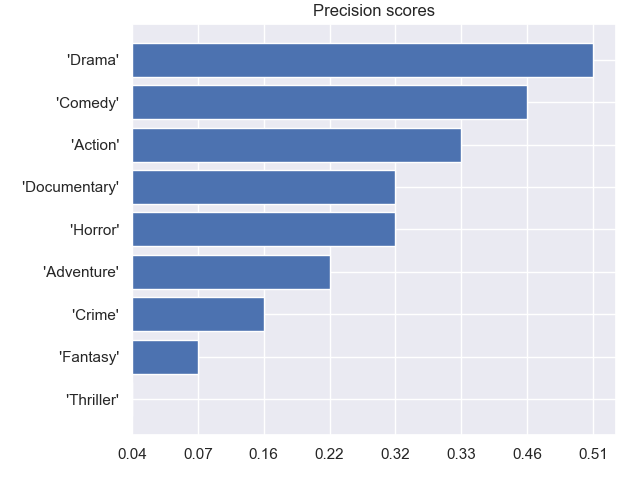 Precision scores
'Drama'
'Comedy'
'Action'
'Documentary'
'Horror'
'Adventure'
'Crime'
'Fantasy'
'Thriller'
0.04 0.07 0.16 0.22 0.32 0.33 0.46 0.51